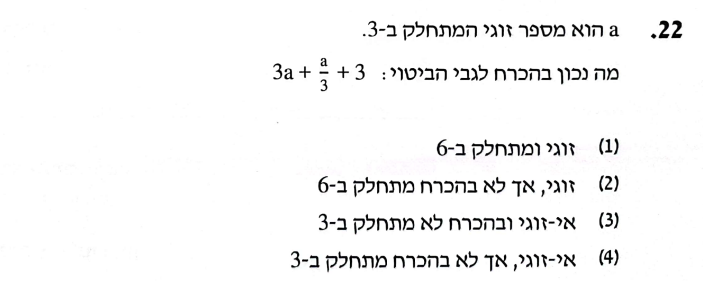 22. a הוא מספר זוגי המתחלק ב-3.
מה נכון בהכרח לגבי הביטוי: 3a + a/3 + 3
(1) זוגי ומתחלק ב-6
(2) זוגי, אך לא בהכרח מתחלק ב-6
(3) אי-זוגי ובהכרח לא מתחלק ב-3
(4) אי-זוגי, אך לא בהכרח מתחלק ב-3